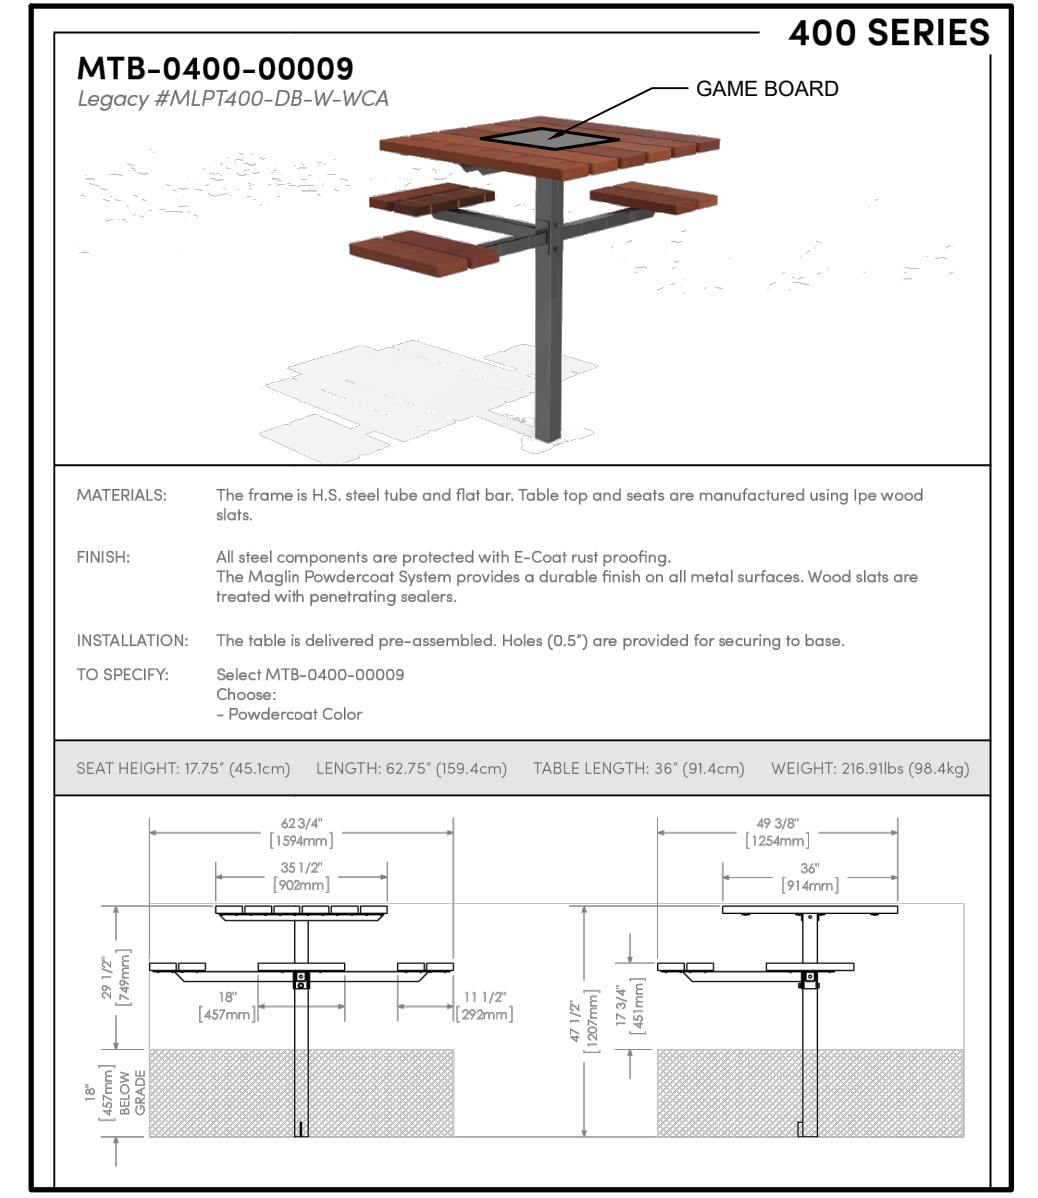 400 SERIES
MTB-0400-00009
Legacy #MLPT400-DB-W-WCA
GAME BOARD
MATERIALS: The frame is H.S. steel tube and flat bar. Table top and seats are manufactured using Ipe wood
slats.
FINISH: All steel components are protected with E-Coat rust proofing.
The Maglin Powdercoat System provides a durable finish on all metal surfaces. Wood slats are
treated with penetrating sealers.
INSTALLATION: The table is delivered pre-assembled. Holes (0.5”) are provided for securing to base.
TO SPECIFY: Select MTB-0400-00009
Choose:
- Powdercoat Color
SEAT HEIGHT: 17.75” (45.1cm) LENGTH: 62.75” (159.4cm) TABLE LENGTH: 36” (91.4cm) WEIGHT: 216.91lbs (98.4kg)
62 3/4"
[1594mm]
35 1/2"
[902mm]
29 1/2"
[749mm]
18"
[457mm]
11 1/2"
[292mm]
18"
[457mm]
BELOW
GRADE
49 3/8"
[1254mm]
36"
[914mm]
47 1/2"
[1207mm]
17 3/4"
[451mm]